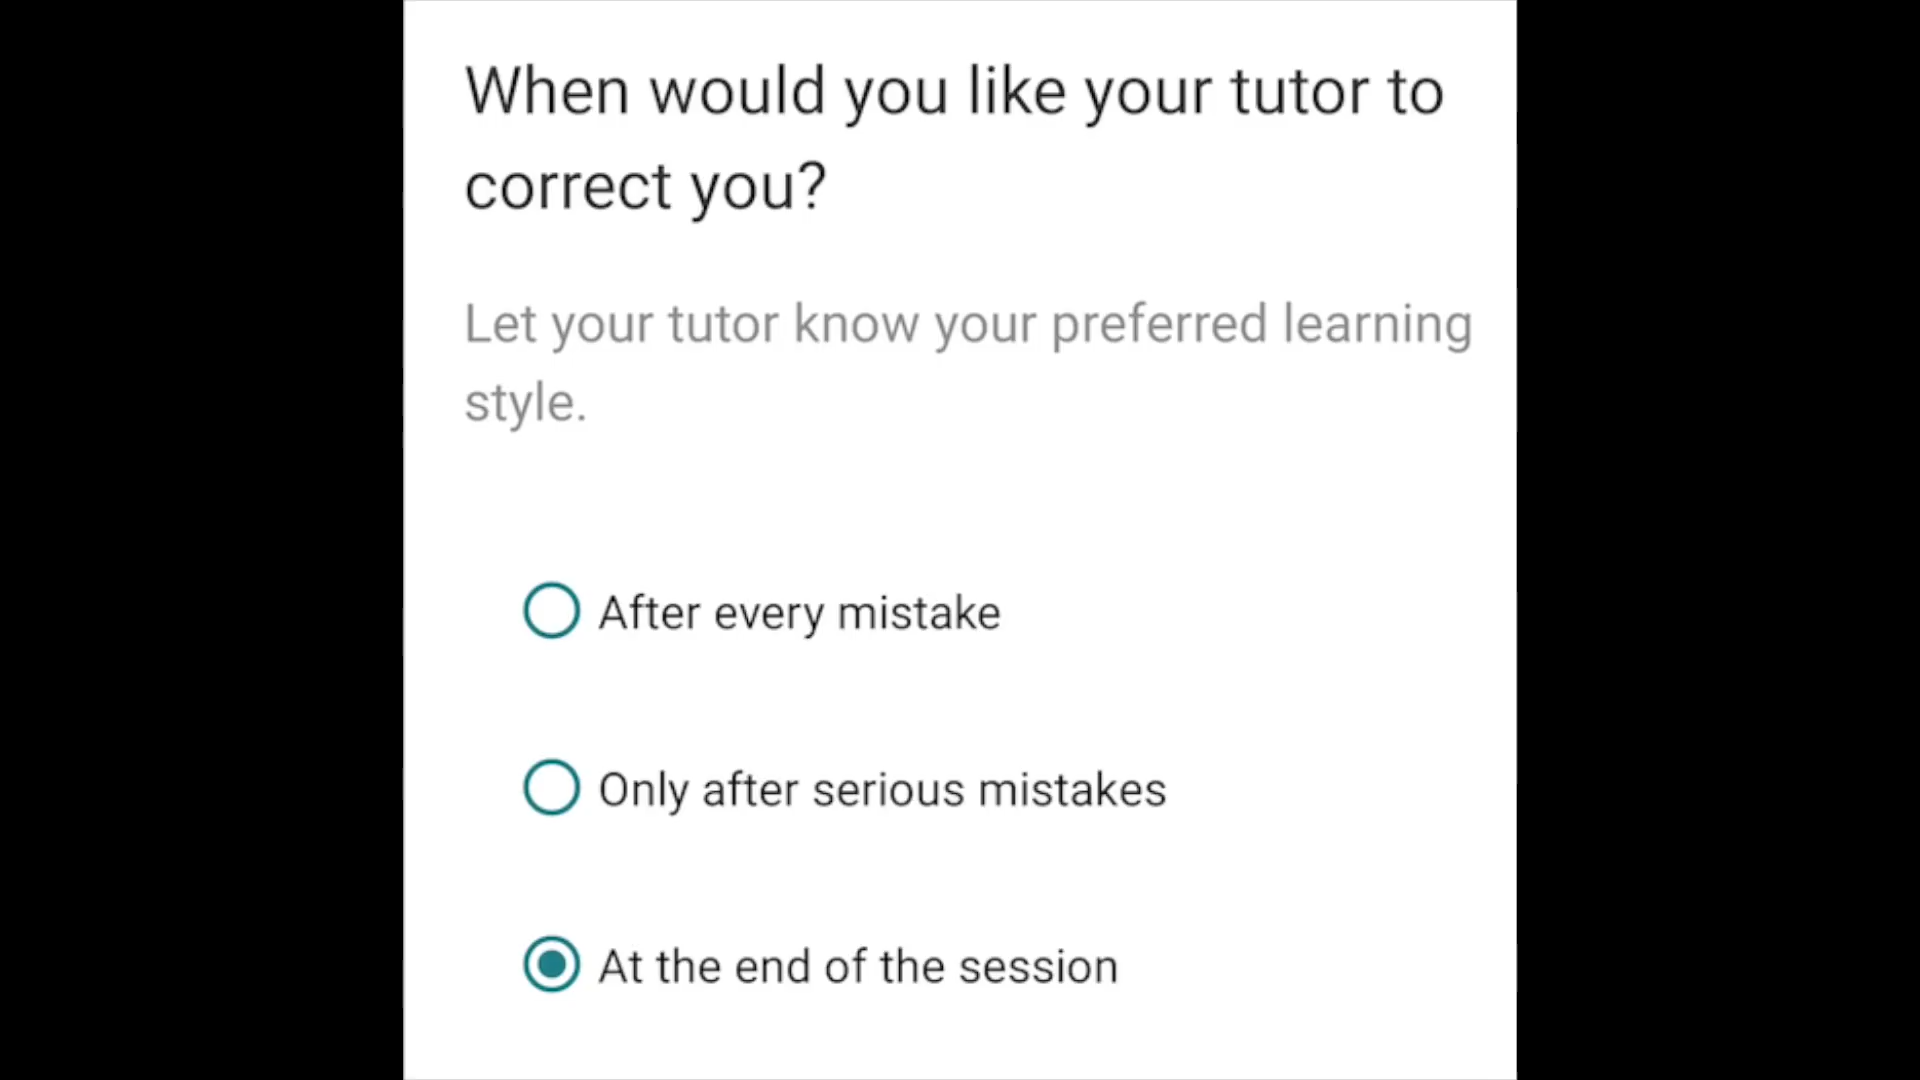 When would you like your tutor to
correct you?
Let your tutor know your preferred learning
style.
After every mistake
Only after serious mistakes
At the end of the session